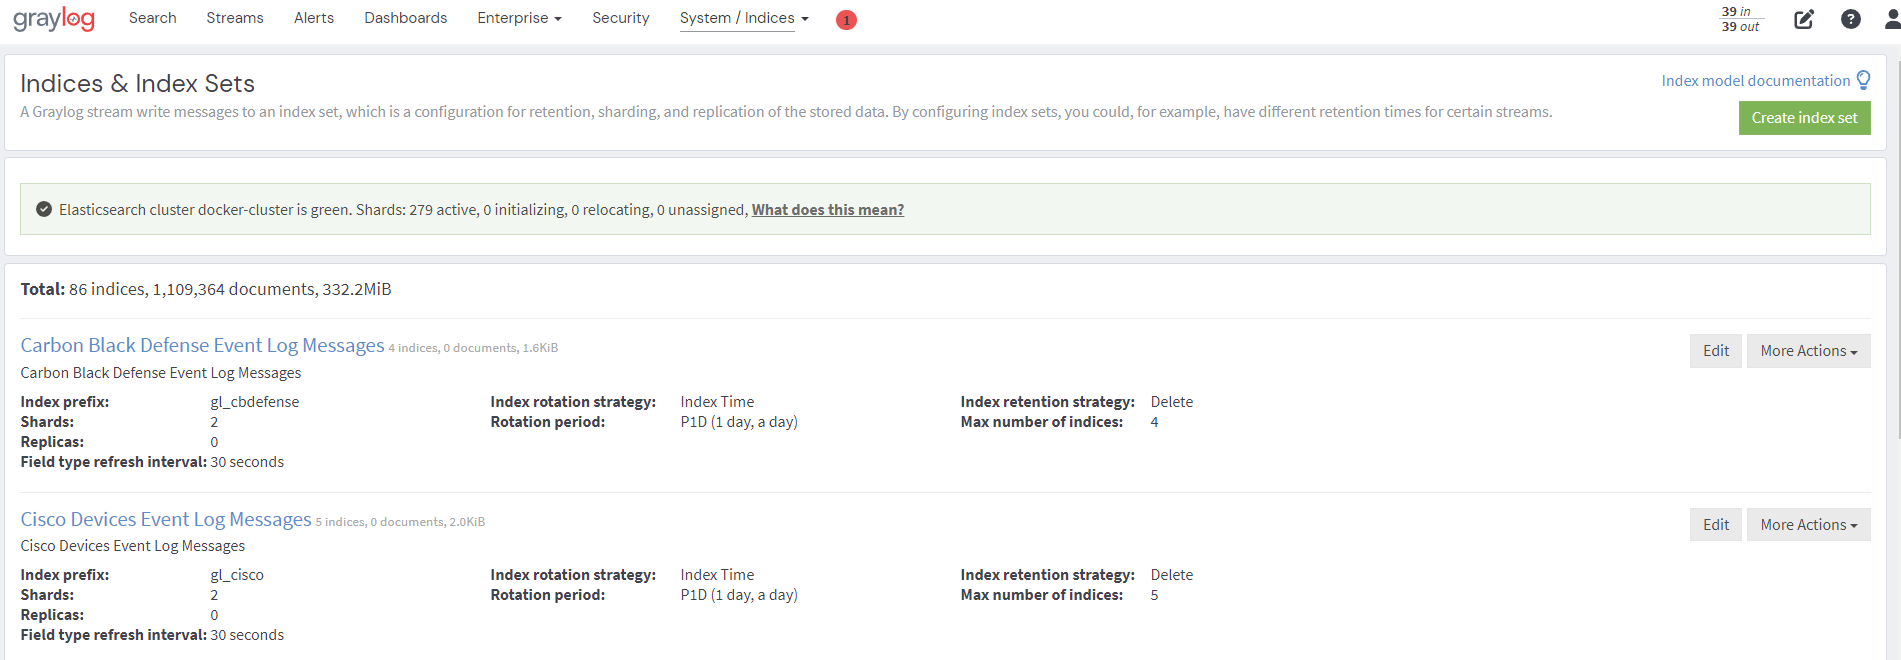 graylog Search Streams Alerts Dashboards Enterprise Security System / Indices 1 39 in
39 out ?
Indices & Index Sets
Index model documentation
A Graylog stream write messages to an index set, which is a configuration for retention, sharding, and replication of the stored data. By configuring index sets, you could, for example, have different retention times for certain streams.
Create index set
Elasticsearch cluster docker-cluster is green. Shards: 279 active, 0 initializing, 0 relocating, 0 unassigned, What does this mean?
Total: 86 indices, 1,109,364 documents, 332.2MiB
Carbon Black Defense Event Log Messages 4 indices, 0 documents, 1.6KiB Edit More Actions
Carbon Black Defense Event Log Messages
Index prefix: gl_cbdefense Index rotation strategy: Index Time Index retention strategy: Delete
Shards: 2 Rotation period: P1D (1 day, a day) Max number of indices: 4
Replicas: 0
Field type refresh interval: 30 seconds
Cisco Devices Event Log Messages 5 indices, 0 documents, 2.0KiB Edit More Actions
Cisco Devices Event Log Messages
Index prefix: gl_cisco Index rotation strategy: Index Time Index retention strategy: Delete
Shards: 2 Rotation period: P1D (1 day, a day) Max number of indices: 5
Replicas: 0
Field type refresh interval: 30 seconds